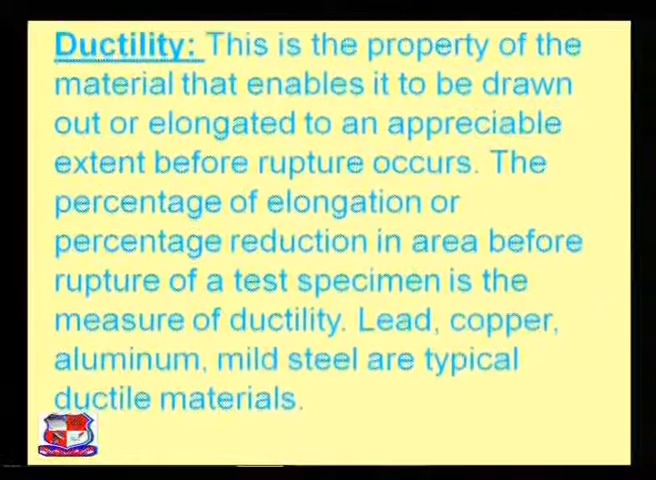 Ductility: This is the property of the
material that enables it to be drawn
out or elongated to an appreciable
extent before rupture occurs. The
percentage of elongation or
percentage reduction in area before
rupture of a test specimen is the
measure of ductility. Lead, copper,
aluminum, mild steel are typical
ductile materials.